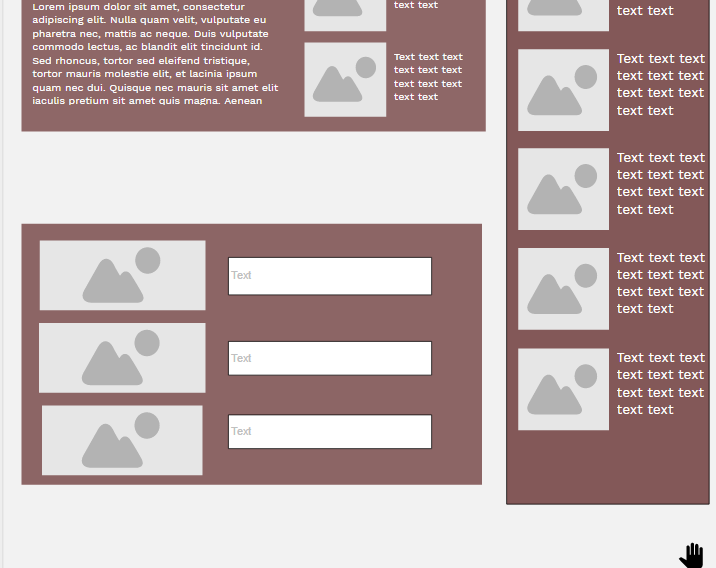 Lorem ipsum dolor sit amet, consectetur
adipiscing elit. Nulla quam velit, vulputate eu
pharetra nec, mattis ac neque. Duis vulputate
commodo lectus, ac blandit elit tincidunt id.
Sed rhoncus, tortor sed eleifend tristique,
tortor mauris molestie elit, et lacinia ipsum
quam nec dui. Quisque nec mauris sit amet elit
iaculis pretium sit amet quis magna. Aenean
text text
Text text text
text text text
text text text
text text
Text
Text
Text
text text
Text text text
text text text
text text text
text text
Text text text
text text text
text text text
text text
Text text text
text text text
text text text
text text
Text text text
text text text
text text text
text text